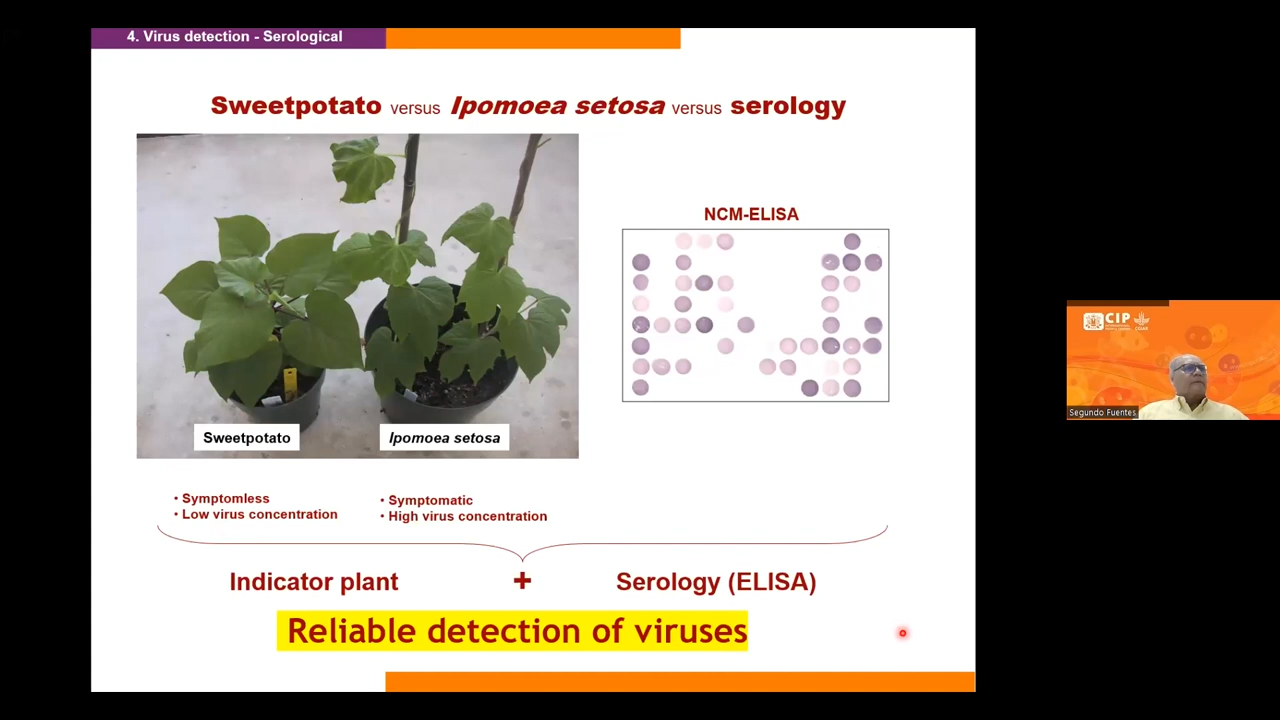 4. Virus detection - Serological
Sweetpotato versus Ipomoea setosa versus serology
NCM-ELISA
Sweetpotato
Ipomoea setosa
• Symptomless
• Low virus concentration
• Symptomatic
• High virus concentration
Indicator plant + Serology (ELISA)
Reliable detection of viruses
CIP
Segundo Fuentes